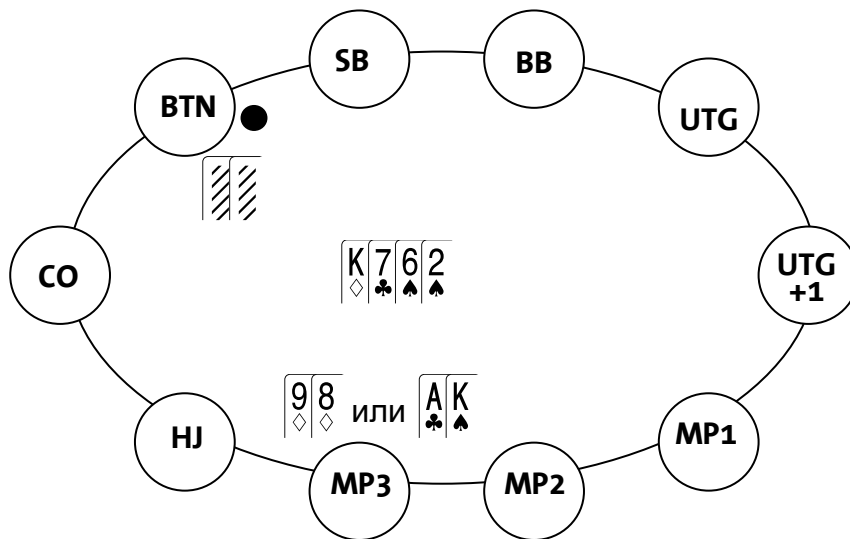 SB
BB
BTN
UTG
K♢ 7♣ 6♠ 2♠
CO
UTG
+1
9♢ 8♢ или A♣ K♠
HJ
MP1
MP3
MP2